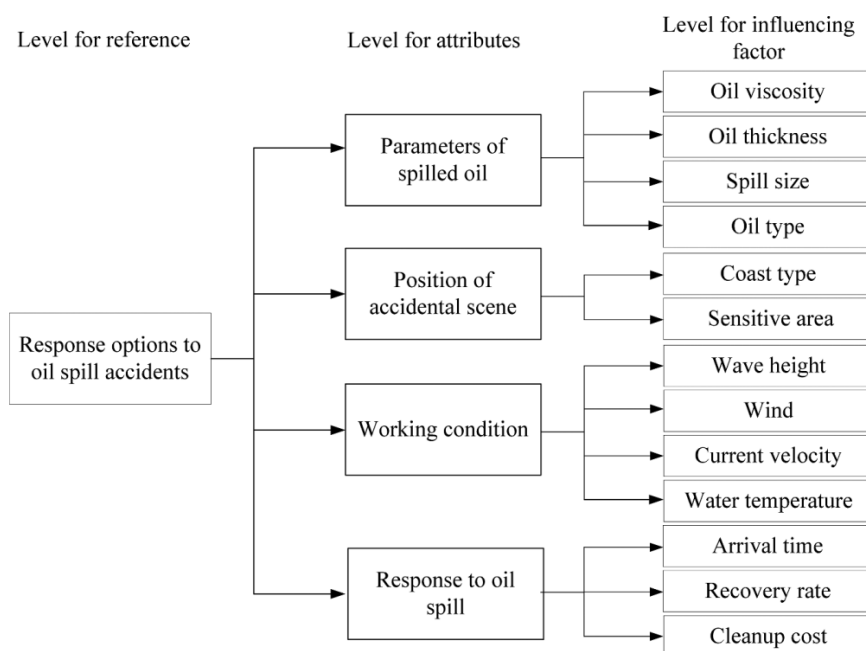 Level for reference
Level for attributes
Level for influencing
factor
Response options to
oil spill accidents
Parameters of
spilled oil
Position of
accidental scene
Working condition
Response to oil
spill
Oil viscosity
Oil thickness
Spill size
Oil type
Coast type
Sensitive area
Wave height
Wind
Current velocity
Water temperature
Arrival time
Recovery rate
Cleanup cost